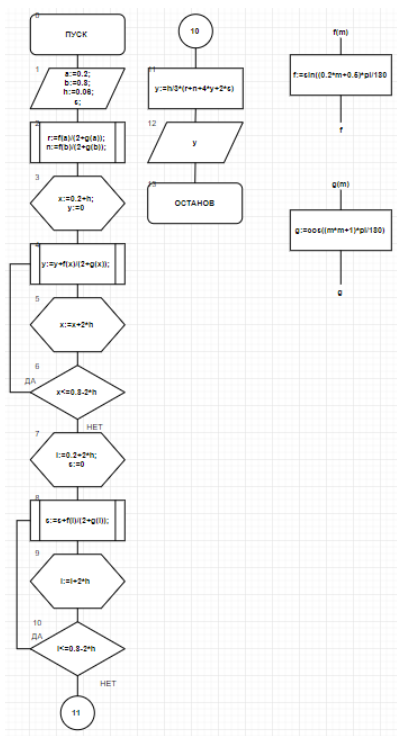 0
ПУСК
1
a:=0.2;
b:=0.8;
h:=0.06;
s;
2
r:=f(a)/(2+g(a));
n:=f(b)/(2+g(b));
3
x:=0.2+h;
y:=0
4
y:=y+f(x)/(2+g(x));
5
x:=x+2*h
6
ДА
x<=0.8-2*h
НЕТ
7
l:=0.2+2*h;
s:=0
8
s:=s+f(l)/(2+g(l));
9
l:=l+2*h
10
ДА
l<=0.8-2*h
НЕТ
11
10
11
y:=h/3*(r+n+4*y+2*s)
12
y
13
ОСТАНОВ
f(m)
f:=sin((0.2*m+0.5)*pi/180
f
g(m)
g:=cos((m*m+1)*pi/180)
g